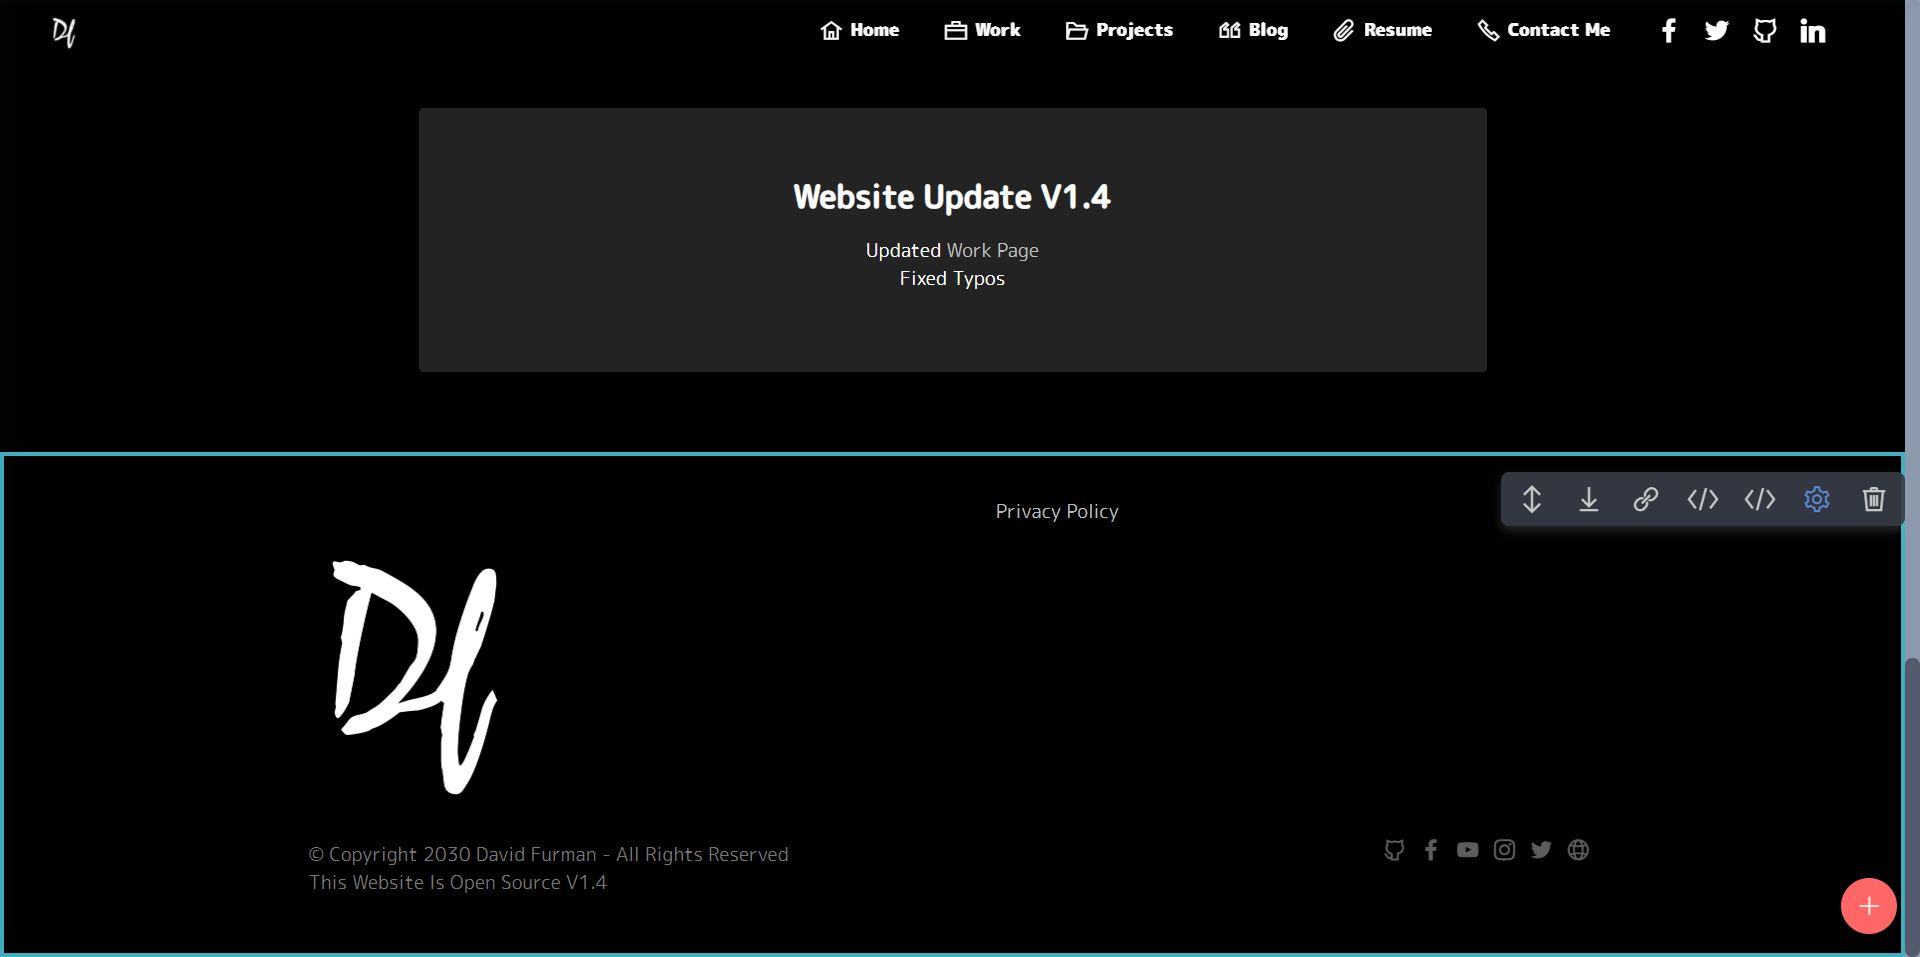 Df
Home
Work
Projects
Blog
Resume
Contact Me
Website Update V1.4
Updated Work Page
Fixed Typos
Privacy Policy
Df
© Copyright 2030 David Furman - All Rights Reserved
This Website Is Open Source V1.4